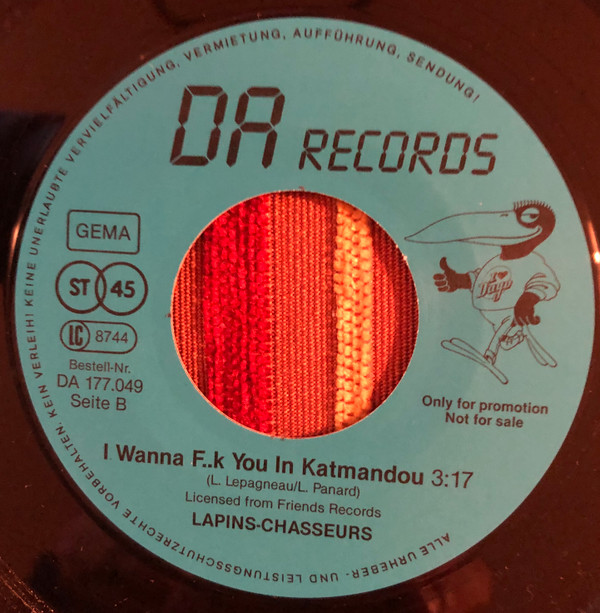 KEIN VERLEIH! KEINE UNERLAUBTE VERVIELFÄLTIGUNG, VERMIETUNG, AUFFÜHRUNG, SENDUNG!
DA RECORDS
GEMA
ST 45
LC 8744
Bestell-Nr.
DA 177.049
Seite B
I ♥
Dago
Only for promotion
Not for sale
I Wanna F..k You In Katmandou 3:17
(L. Lepagneau/L. Panard)
Licensed from Friends Records
LAPINS-CHASSEURS
ALLE URHEBER- UND LEISTUNGSSCHUTZRECHTE VORBEHALTEN.